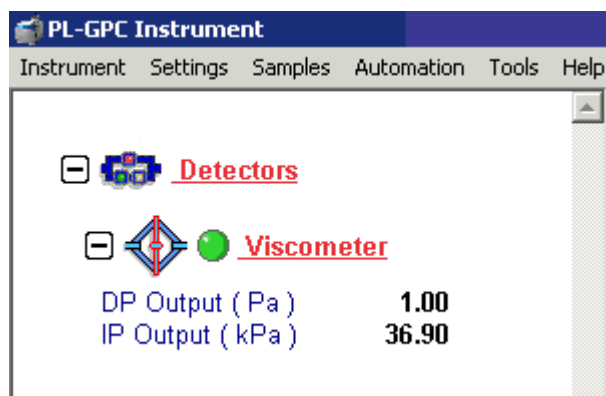 PL-GPC Instrument
Instrument Settings Samples Automation Tools Help
Detectors
Viscometer
DP Output ( Pa ) 1.00
IP Output ( kPa ) 36.90